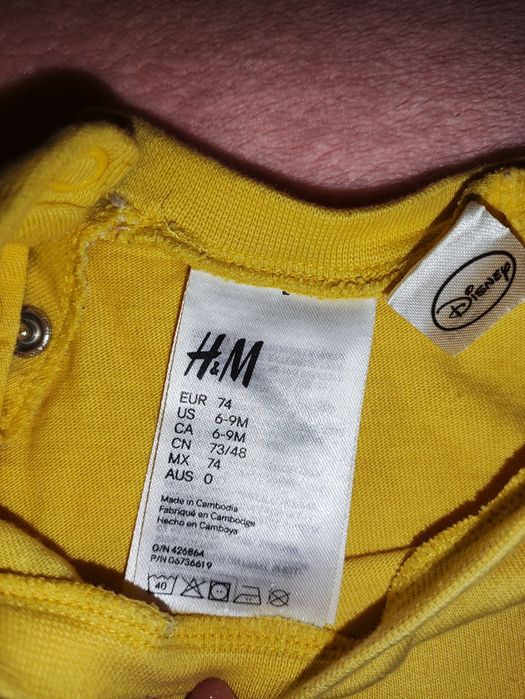 H&M
Disney
EUR 74
US 6-9M
CA 6-9M
CN 73/48
MX 74
AUS 0
Made in Cambodia
Fabriqué en Cambodge
Hecho en Camboya
O/N 426864
P/N 06736619
40